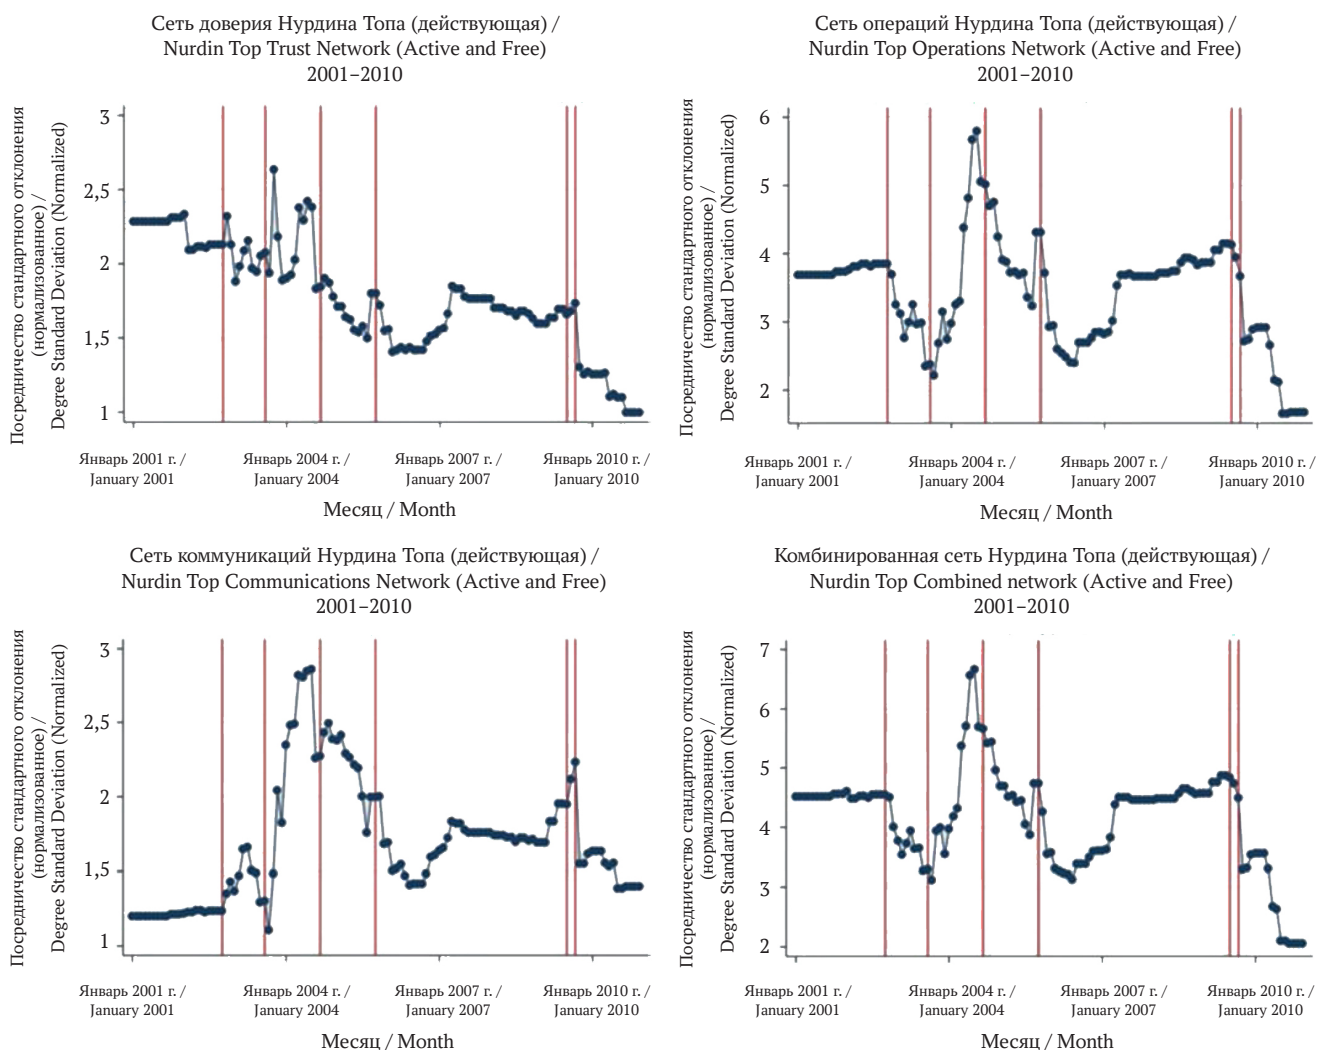 Сеть доверия Нурдина Топа (действующая) /
Nurdin Top Trust Network (Active and Free)
2001–2010
Посредничество стандартного отклонения
(нормализованное) /
Degree Standard Deviation (Normalized)
3
2,5
2
1,5
1
Январь 2001 г. /
January 2001
Январь 2004 г. /
January 2004
Январь 2007 г. /
January 2007
Январь 2010 г. /
January 2010
Месяц / Month
Сеть операций Нурдина Топа (действующая) /
Nurdin Top Operations Network (Active and Free)
2001–2010
Посредничество стандартного отклонения
(нормализованное) /
Degree Standard Deviation (Normalized)
6
5
4
3
2
Январь 2001 г. /
January 2001
Январь 2004 г. /
January 2004
Январь 2007 г. /
January 2007
Январь 2010 г. /
January 2010
Месяц / Month
Сеть коммуникаций Нурдина Топа (действующая) /
Nurdin Top Communications Network (Active and Free)
2001–2010
Посредничество стандартного отклонения
(нормализованное) /
Degree Standard Deviation (Normalized)
3
2,5
2
1,5
1
Январь 2001 г. /
January 2001
Январь 2004 г. /
January 2004
Январь 2007 г. /
January 2007
Январь 2010 г. /
January 2010
Месяц / Month
Комбинированная сеть Нурдина Топа (действующая) /
Nurdin Top Combined network (Active and Free)
2001–2010
Посредничество стандартного отклонения
(нормализованное) /
Degree Standard Deviation (Normalized)
7
6
5
4
3
2
Январь 2001 г. /
January 2001
Январь 2004 г. /
January 2004
Январь 2007 г. /
January 2007
Январь 2010 г. /
January 2010
Месяц / Month